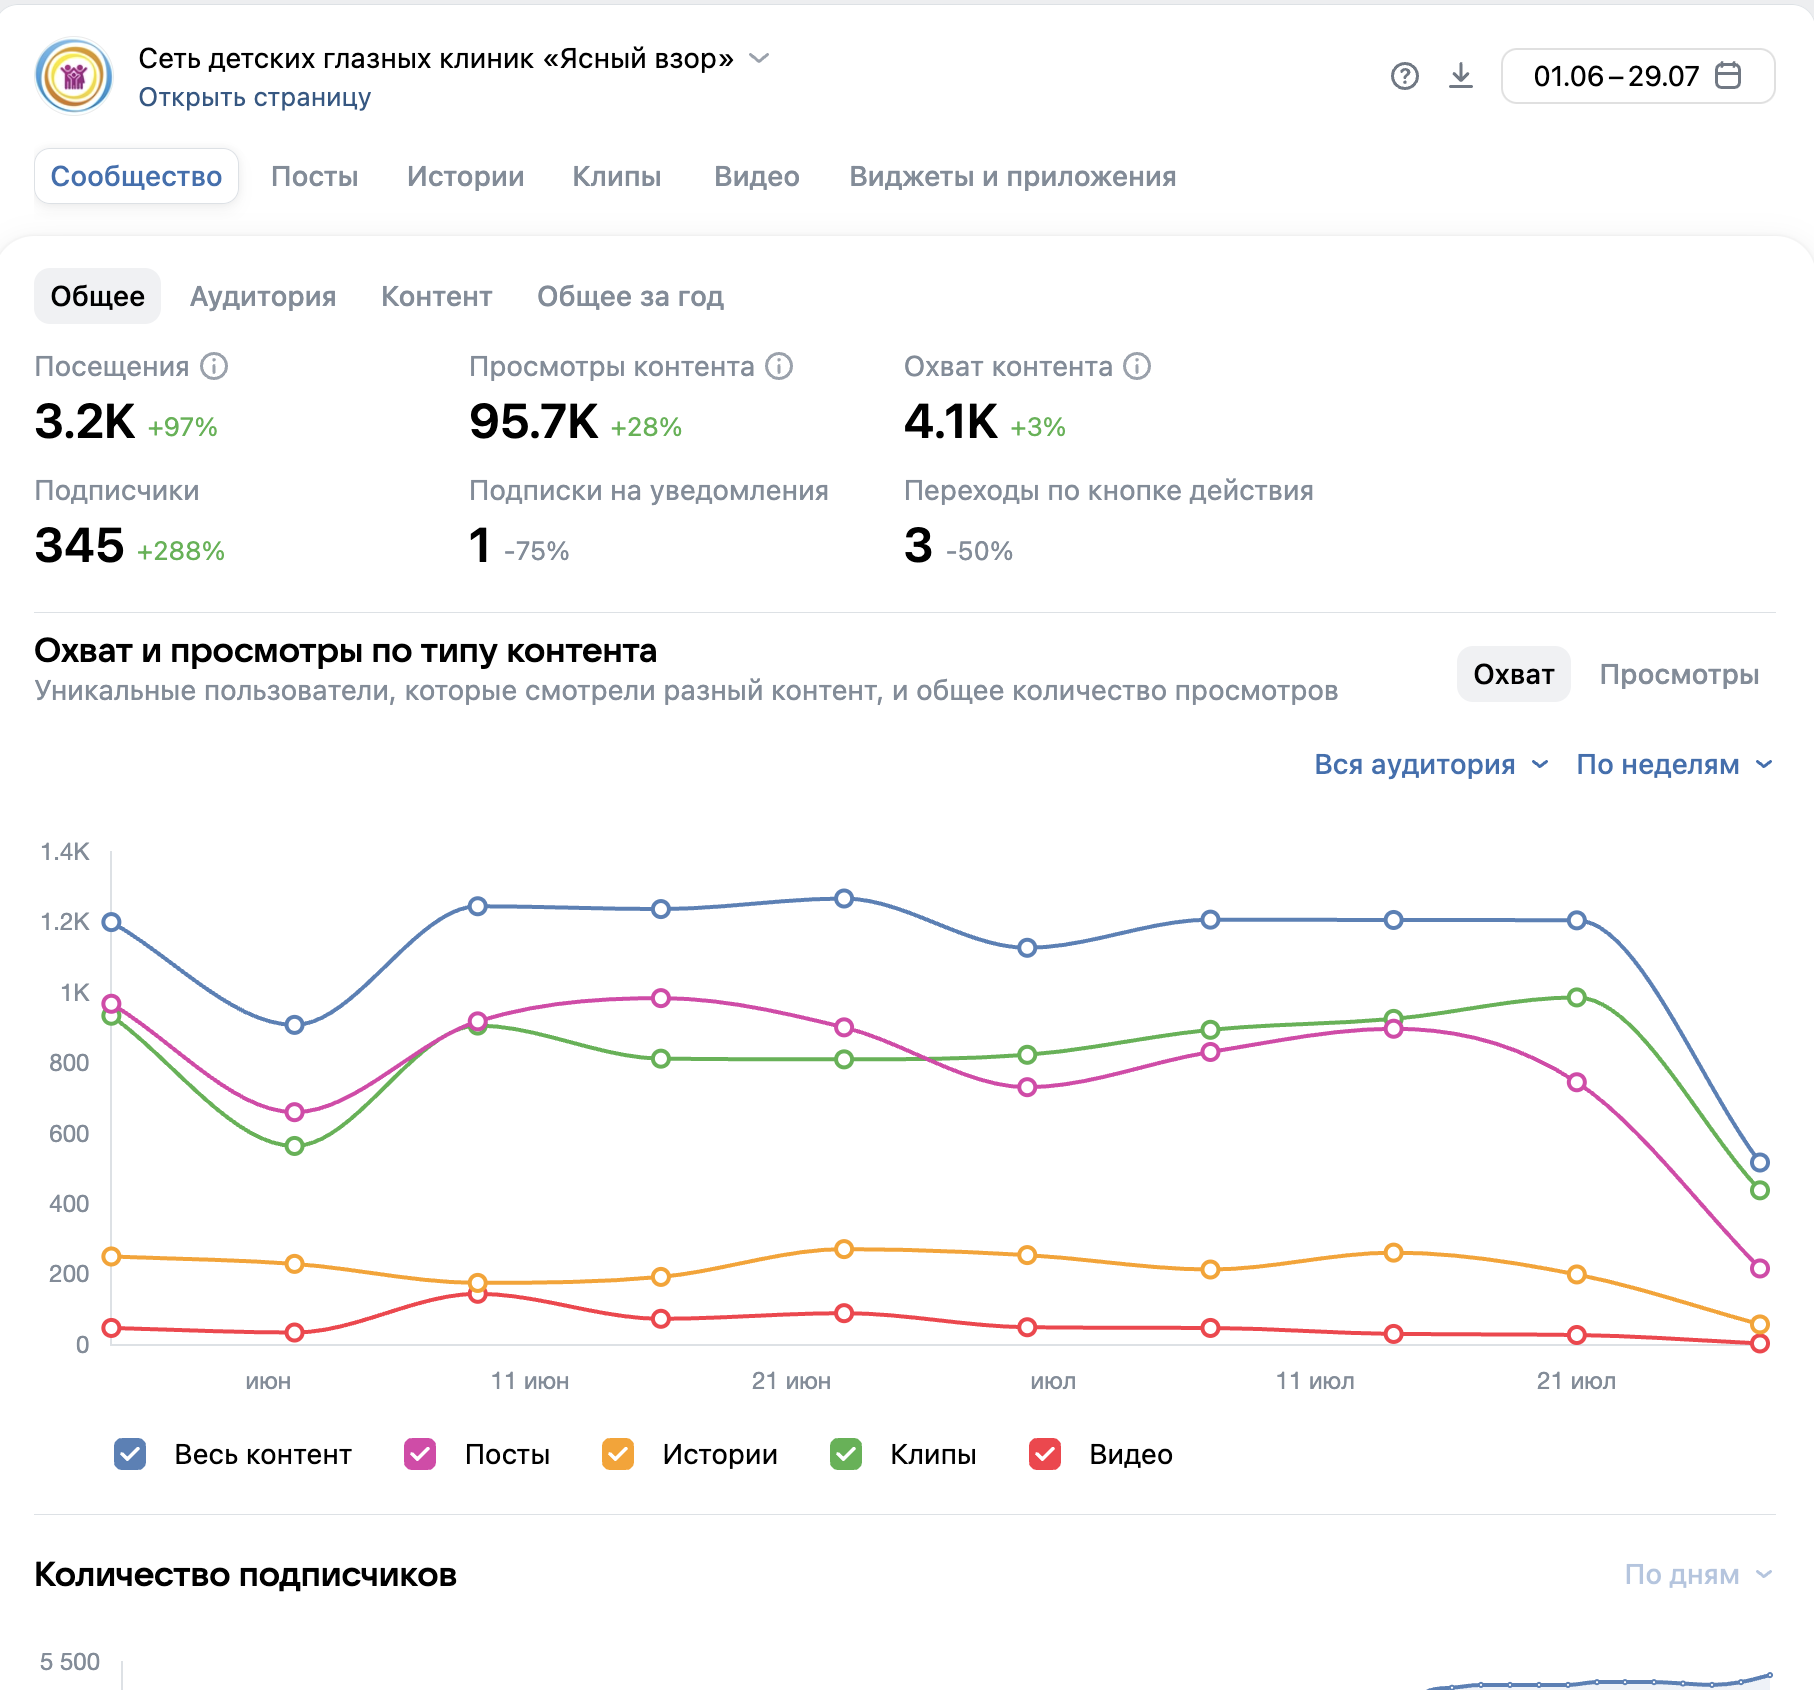 Сеть детских глазных клиник «Ясный взор»
Открыть страницу
01.06 – 29.07
Сообщество Посты Истории Клипы Видео Виджеты и приложения
Общее Аудитория Контент Общее за год
Посещения Просмотры контента Охват контента
3.2K +97% 95.7K +28% 4.1K +3%
Подписчики Подписки на уведомления Переходы по кнопке действия
345 +288% 1 -75% 3 -50%
Охват и просмотры по типу контента
Уникальные пользователи, которые смотрели разный контент, и общее количество просмотров
Охват Просмотры
Вся аудитория По неделям
1.4K
1.2K
1K
800
600
400
200
0
июн 11 июн 21 июн июл 11 июл 21 июл
Весь контент Посты Истории Клипы Видео
Количество подписчиков
По дням
5 500